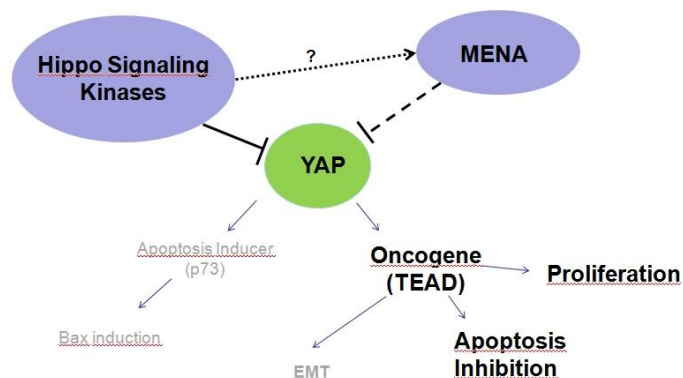 ?
MENA
Hippo Signaling
Kinases
YAP
Apoptosis Inducer
(p73)
Oncogene
(TEAD)
Proliferation
Bax induction
Apoptosis
Inhibition
EMT